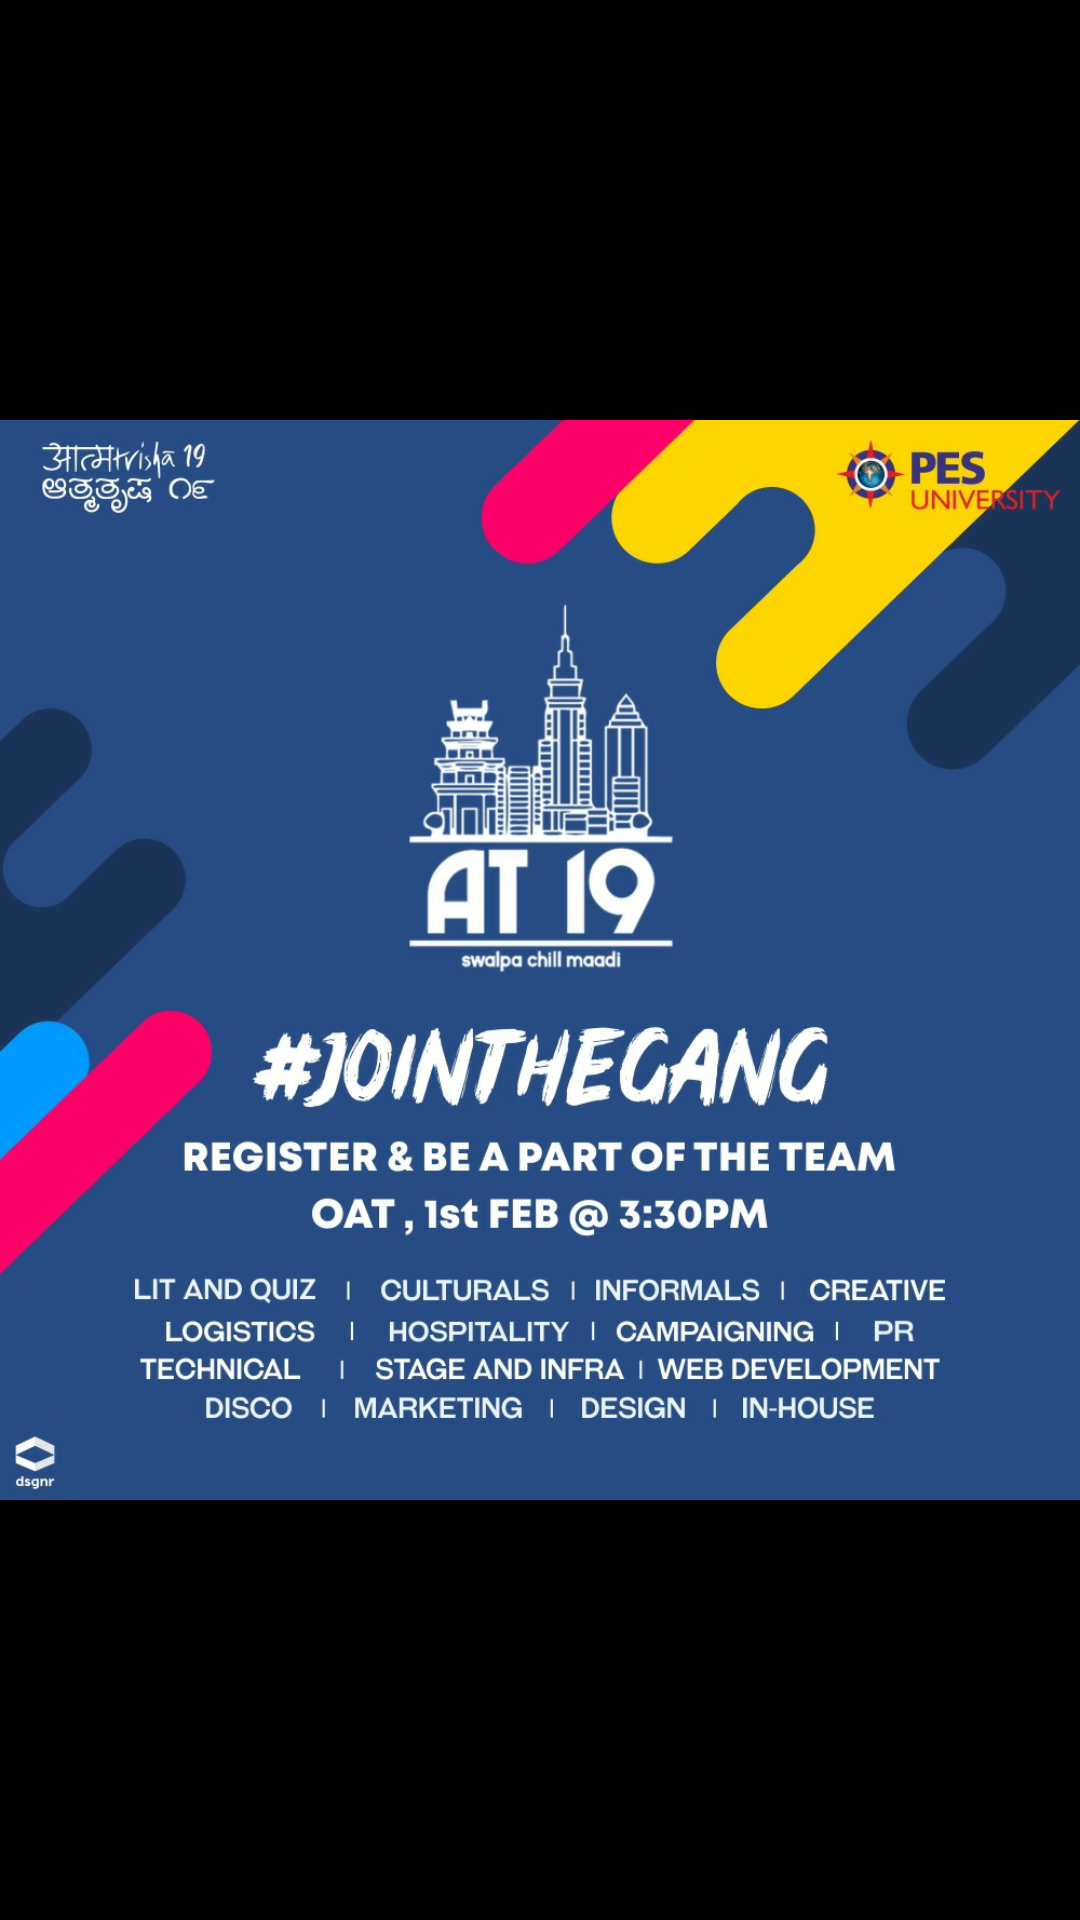 आत्मtrisha 19
ಆತ್ಮತೃಷ ೧೯
PES
UNIVERSITY
AT 19
swalpa chill maadi
#JOINTHEGANG
REGISTER & BE A PART OF THE TEAM
OAT , 1st FEB @ 3:30PM
LIT AND QUIZ | CULTURALS | INFORMALS | CREATIVE
LOGISTICS | HOSPITALITY | CAMPAIGNING | PR
TECHNICAL | STAGE AND INFRA | WEB DEVELOPMENT
DISCO | MARKETING | DESIGN | IN-HOUSE
dsgnr